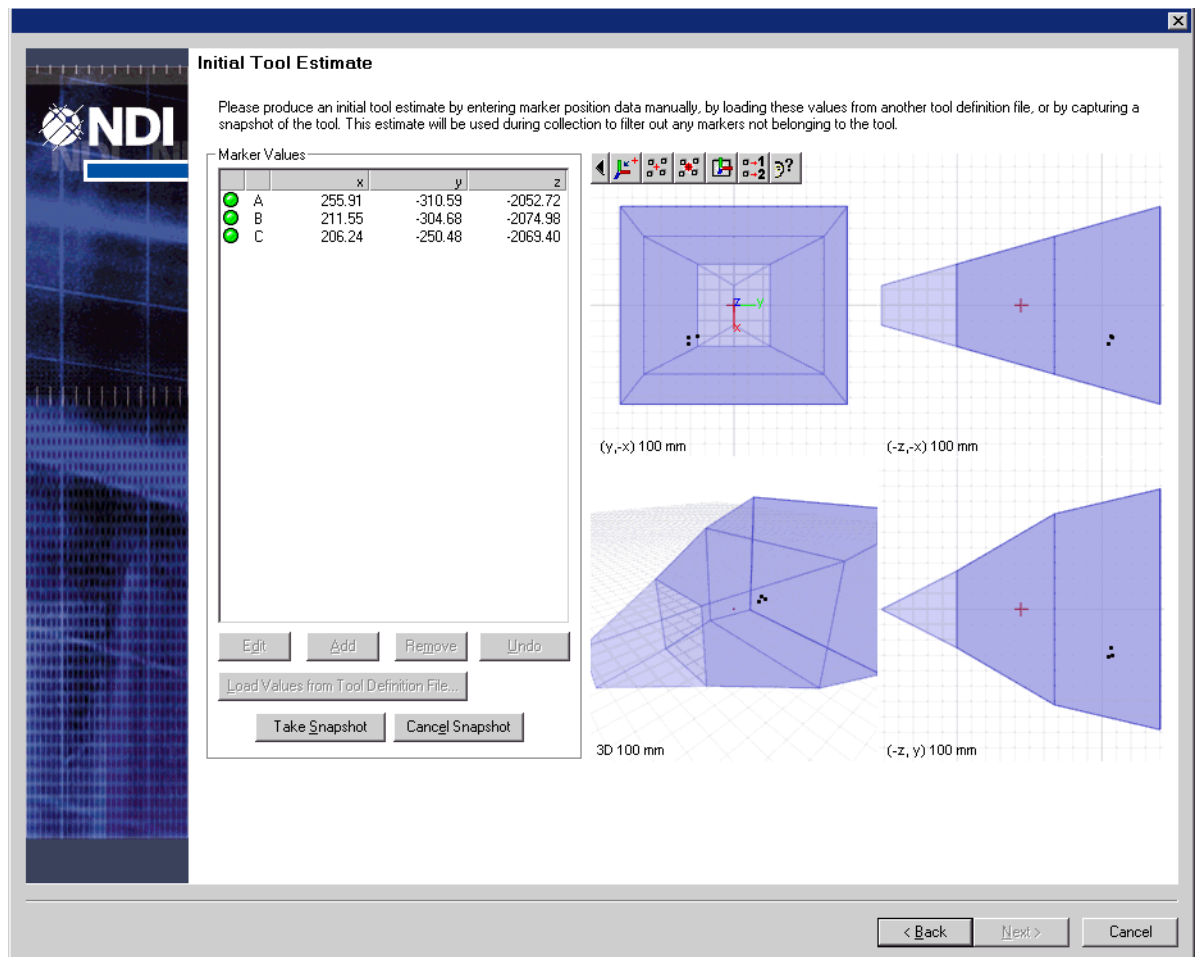 Initial Tool Estimate
NDI
Please produce an initial tool estimate by entering marker position data manually, by loading these values from another tool definition file, or by capturing a
snapshot of the tool. This estimate will be used during collection to filter out any markers not belonging to the tool.
Marker Values
x y z
A 255.91 -310.59 -2052.72
B 211.55 -304.68 -2074.98
C 206.24 -250.48 -2069.40
Edit Add Remove Undo
Load Values from Tool Definition File...
Take Snapshot Cancel Snapshot
1
2
?
z y
x
(y,-x) 100 mm
(-z,-x) 100 mm
3D 100 mm
(-z, y) 100 mm
< Back Next > Cancel